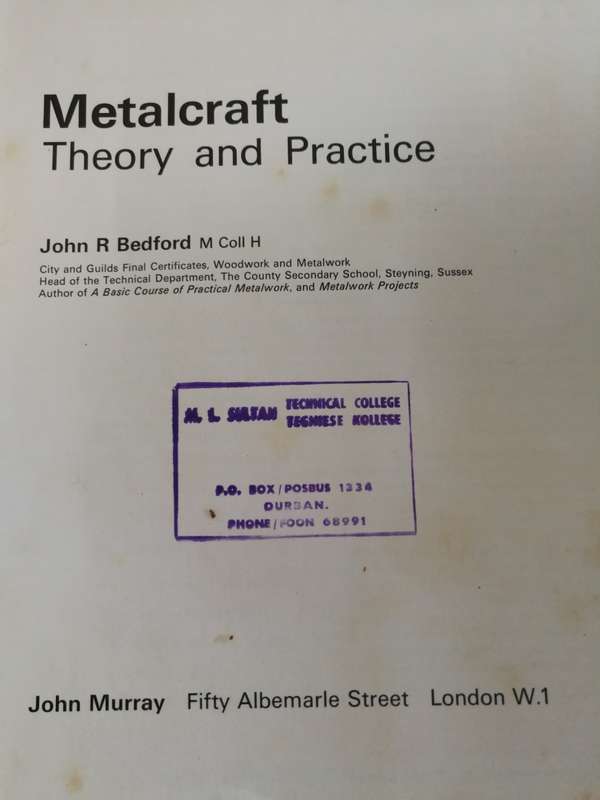 Metalcraft
Theory and Practice
John R Bedford M Coll H
City and Guilds Final Certificates, Woodwork and Metalwork
Head of the Technical Department, The County Secondary School, Steyning, Sussex
Author of A Basic Course of Practical Metalwork, and Metalwork Projects
M. L. SULTAN TECHNICAL COLLEGE
TEGNIESE KOLLEGE
P.O. BOX / POSBUS 1334
DURBAN.
PHONE / FOON 68991
John Murray Fifty Albemarle Street London W.1